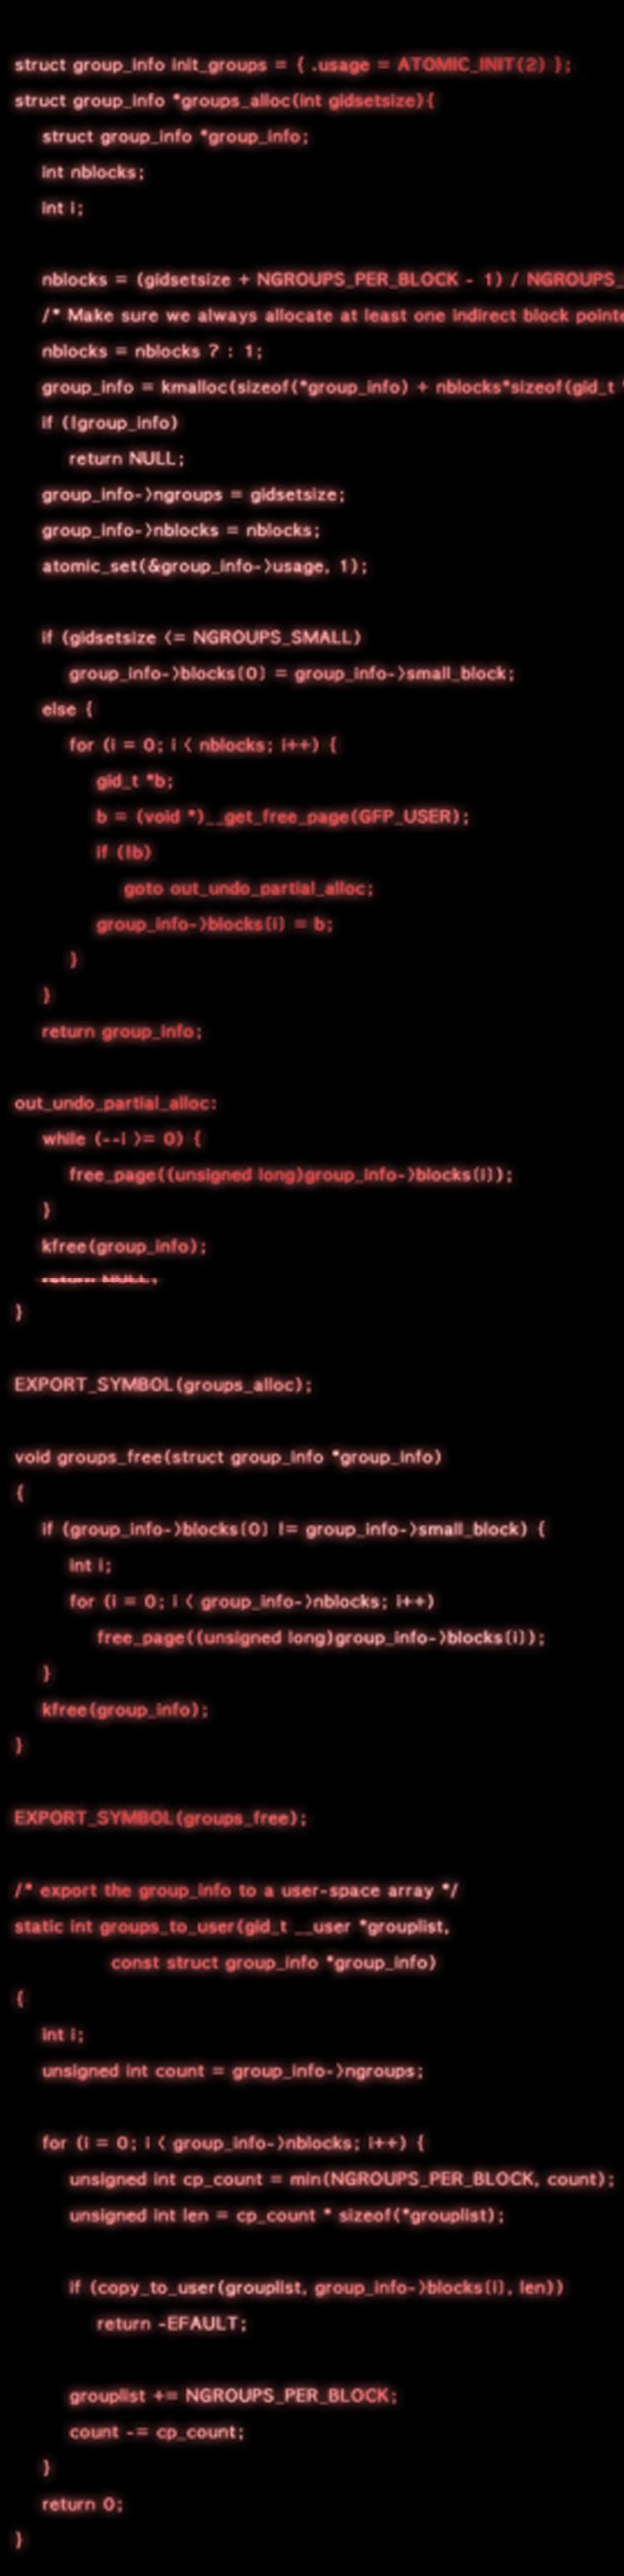 struct group_info init_groups = { .usage = ATOMIC_INIT(2) };
struct group_info *groups_alloc(int gidsetsize){
struct group_info *group_info;
int nblocks;
int i;
nblocks = (gidsetsize + NGROUPS_PER_BLOCK - 1) / NGROUPS_
/* Make sure we always allocate at least one indirect block pointe
nblocks = nblocks ? : 1;
group_info = kmalloc(sizeof(*group_info) + nblocks*sizeof(gid_t *
if (!group_info)
return NULL;
group_info->ngroups = gidsetsize;
group_info->nblocks = nblocks;
atomic_set(&group_info->usage, 1);
if (gidsetsize <= NGROUPS_SMALL)
group_info->blocks[0] = group_info->small_block;
else {
for (i = 0; i < nblocks; i++) {
gid_t *b;
b = (void *)__get_free_page(GFP_USER);
if (!b)
goto out_undo_partial_alloc;
group_info->blocks[i] = b;
}
}
return group_info;
out_undo_partial_alloc:
while (--i >= 0) {
free_page((unsigned long)group_info->blocks[i]);
}
kfree(group_info);
return NULL;
}
EXPORT_SYMBOL(groups_alloc);
void groups_free(struct group_info *group_info)
{
if (group_info->blocks[0] != group_info->small_block) {
int i;
for (i = 0; i < group_info->nblocks; i++)
free_page((unsigned long)group_info->blocks[i]);
}
kfree(group_info);
}
EXPORT_SYMBOL(groups_free);
/* export the group_info to a user-space array */
static int groups_to_user(gid_t __user *grouplist,
const struct group_info *group_info)
{
int i;
unsigned int count = group_info->ngroups;
for (i = 0; i < group_info->nblocks; i++) {
unsigned int cp_count = min(NGROUPS_PER_BLOCK, count);
unsigned int len = cp_count * sizeof(*grouplist);
if (copy_to_user(grouplist, group_info->blocks[i], len))
return -EFAULT;
grouplist += NGROUPS_PER_BLOCK;
count -= cp_count;
}
return 0;
}